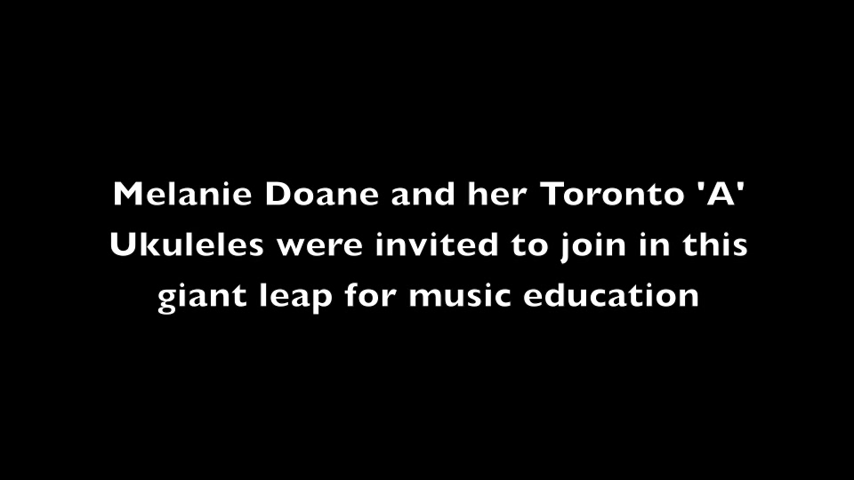 Melanie Doane and her Toronto 'A'
Ukuleles were invited to join in this
giant leap for music education